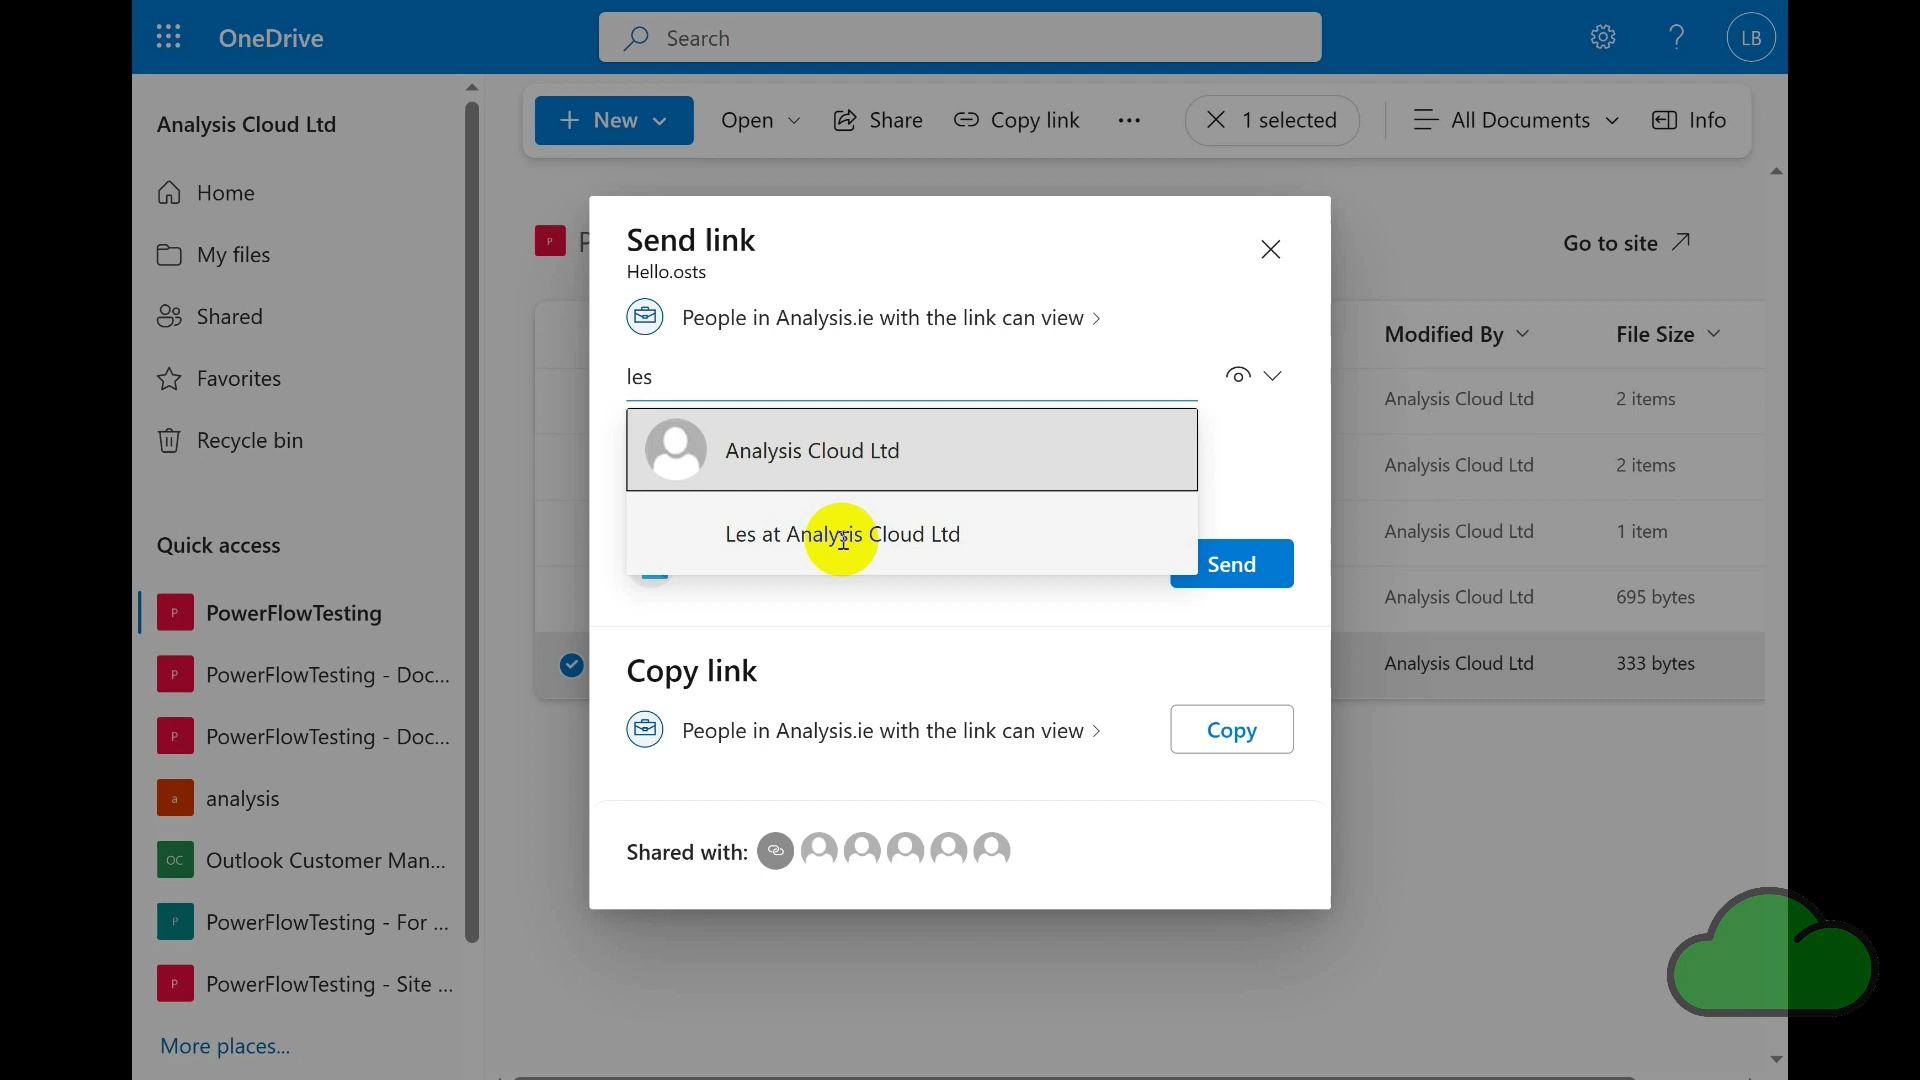 OneDrive
Search
LB
Analysis Cloud Ltd
Home
My files
Shared
Favorites
Recycle bin
Quick access
P PowerFlowTesting
P PowerFlowTesting - Doc...
P PowerFlowTesting - Doc...
a analysis
OC Outlook Customer Man...
P PowerFlowTesting - For ...
P PowerFlowTesting - Site ...
More places...
New
Open
Share
Copy link
1 selected
All Documents
Info
P
Go to site
Modified By
File Size
Analysis Cloud Ltd 2 items
Analysis Cloud Ltd 2 items
Analysis Cloud Ltd 1 item
Analysis Cloud Ltd 695 bytes
Analysis Cloud Ltd 333 bytes
Send link
Hello.osts
People in Analysis.ie with the link can view
les
Analysis Cloud Ltd
Les at Analysis Cloud Ltd
Send
Copy link
People in Analysis.ie with the link can view
Copy
Shared with: